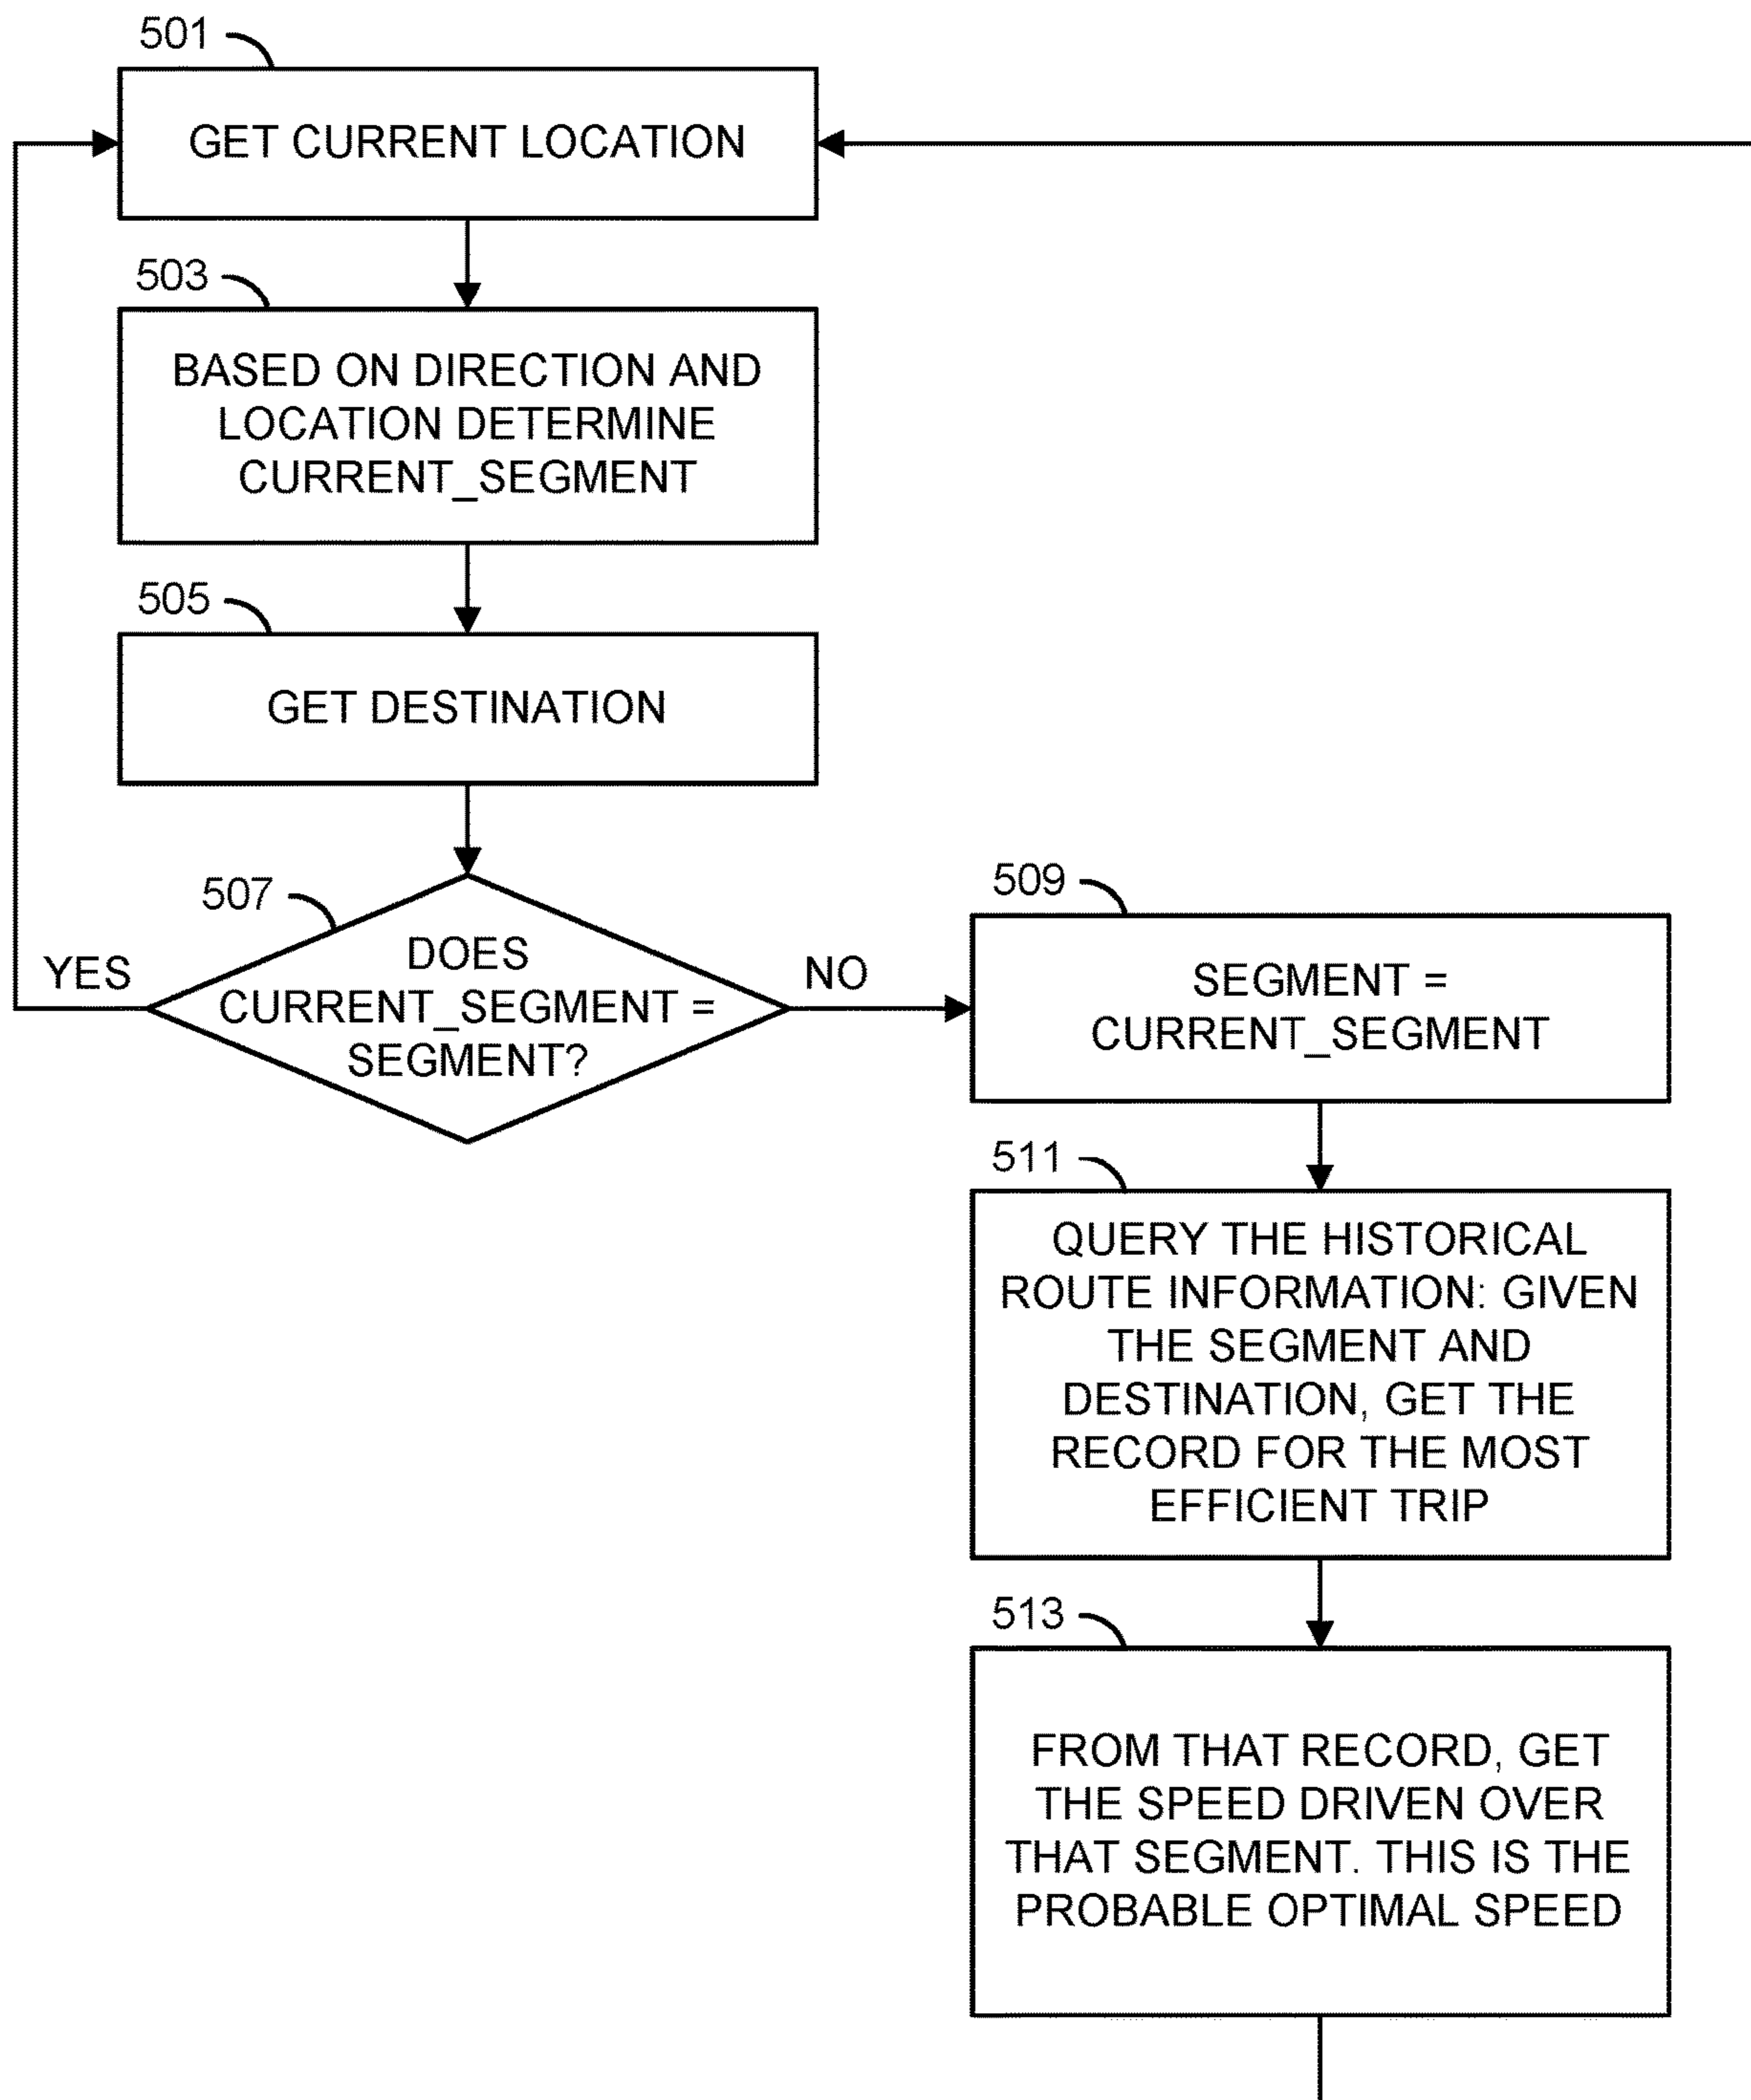 501
GET CURRENT LOCATION
503
BASED ON DIRECTION AND
LOCATION DETERMINE
CURRENT_SEGMENT
505
GET DESTINATION
507
DOES
CURRENT_SEGMENT =
SEGMENT?
YES
NO
509
SEGMENT =
CURRENT_SEGMENT
511
QUERY THE HISTORICAL
ROUTE INFORMATION: GIVEN
THE SEGMENT AND
DESTINATION, GET THE
RECORD FOR THE MOST
EFFICIENT TRIP
513
FROM THAT RECORD, GET
THE SPEED DRIVEN OVER
THAT SEGMENT. THIS IS THE
PROBABLE OPTIMAL SPEED